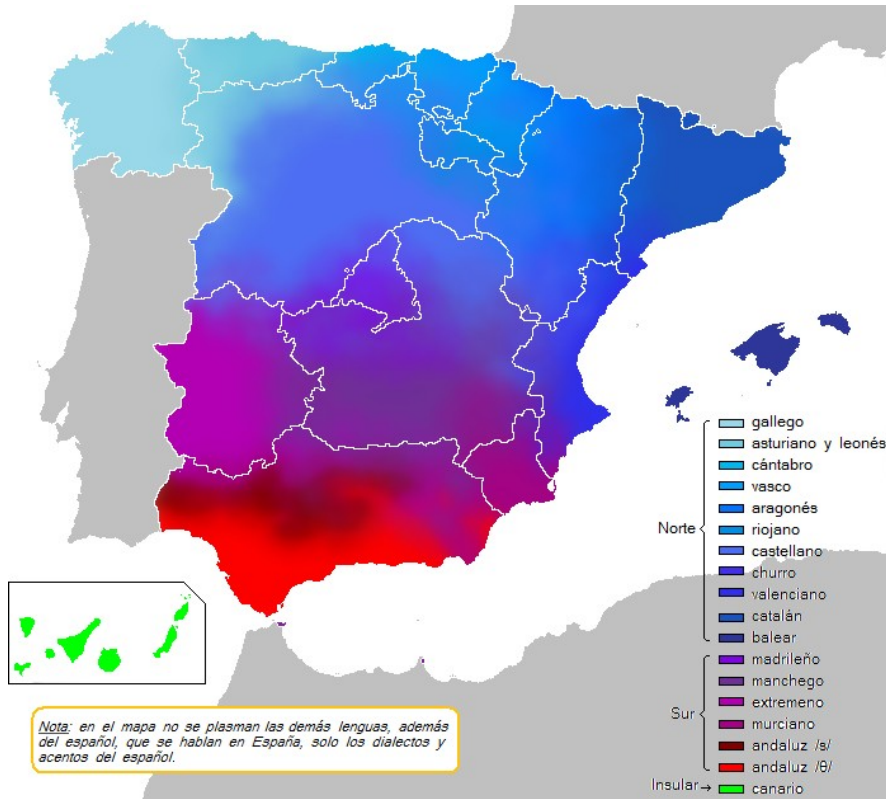 gallego
asturiano y leonés
cántabro
vasco
aragonés
Norte
riojano
castellano
churro
valenciano
catalán
balear
madrileño
manchego
Sur
extremeno
murciano
andaluz /s/
andaluz /θ/
Insular → canario
Nota: en el mapa no se plasman las demás lenguas, además
del español, que se hablan en España, solo los dialectos y
acentos del español.